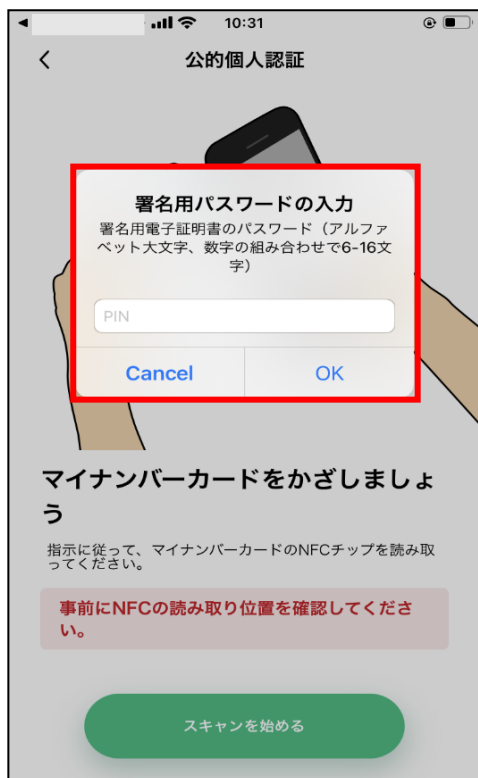 10:31
公的個人認証
署名用パスワードの入力
署名用電子証明書のパスワード（アルファ
ベット大文字、数字の組み合わせで6-16文
字）
PIN
Cancel OK
マイナンバーカードをかざしましょ
う
指示に従って、マイナンバーカードのNFCチップを読み取
ってください。
事前にNFCの読み取り位置を確認してくださ
い。
スキャンを始める